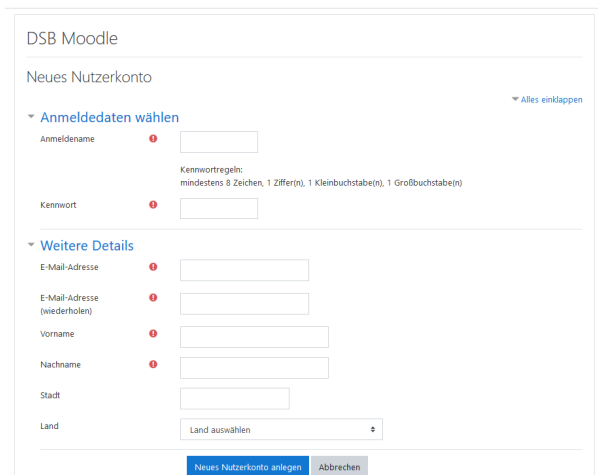 DSB Moodle
Neues Nutzerkonto
Alles einklappen
Anmeldedaten wählen
Anmeldename
Kennwortregeln:
mindestens 8 Zeichen, 1 Ziffer(n), 1 Kleinbuchstabe(n), 1 Großbuchstabe(n)
Kennwort
Weitere Details
E-Mail-Adresse
E-Mail-Adresse
(wiederholen)
Vorname
Nachname
Stadt
Land
Land auswählen
Neues Nutzerkonto anlegen
Abbrechen